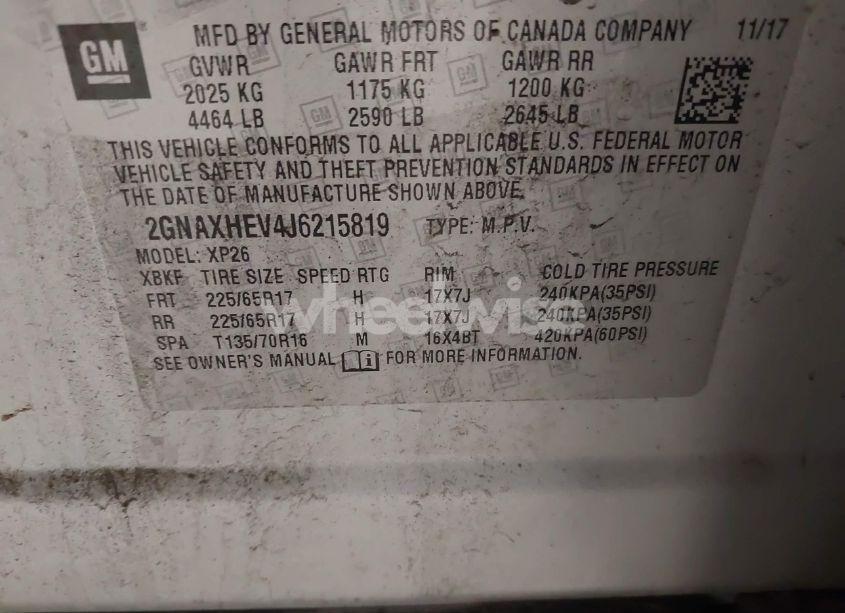 GM MFD BY GENERAL MOTORS OF CANADA COMPANY 11/17
GVWR GAWR FRT GAWR RR
2025 KG 1175 KG 1200 KG
4464 LB 2590 LB 2645 LB
THIS VEHICLE CONFORMS TO ALL APPLICABLE U.S. FEDERAL MOTOR
VEHICLE SAFETY AND THEFT PREVENTION STANDARDS IN EFFECT ON
THE DATE OF MANUFACTURE SHOWN ABOVE.
2GNAXHEV4J6215819 TYPE: M.P.V.
MODEL: XP26
XBKF TIRE SIZE SPEED RTG RIM COLD TIRE PRESSURE
FRT 225/65R17 H 17X7J 240KPA(35PSI)
RR 225/65R17 H 17X7J 240KPA(35PSI)
wheelwise
SPA T135/70R16 M 16X4BT 420KPA(60PSI)
SEE OWNER'S MANUAL FOR MORE INFORMATION.